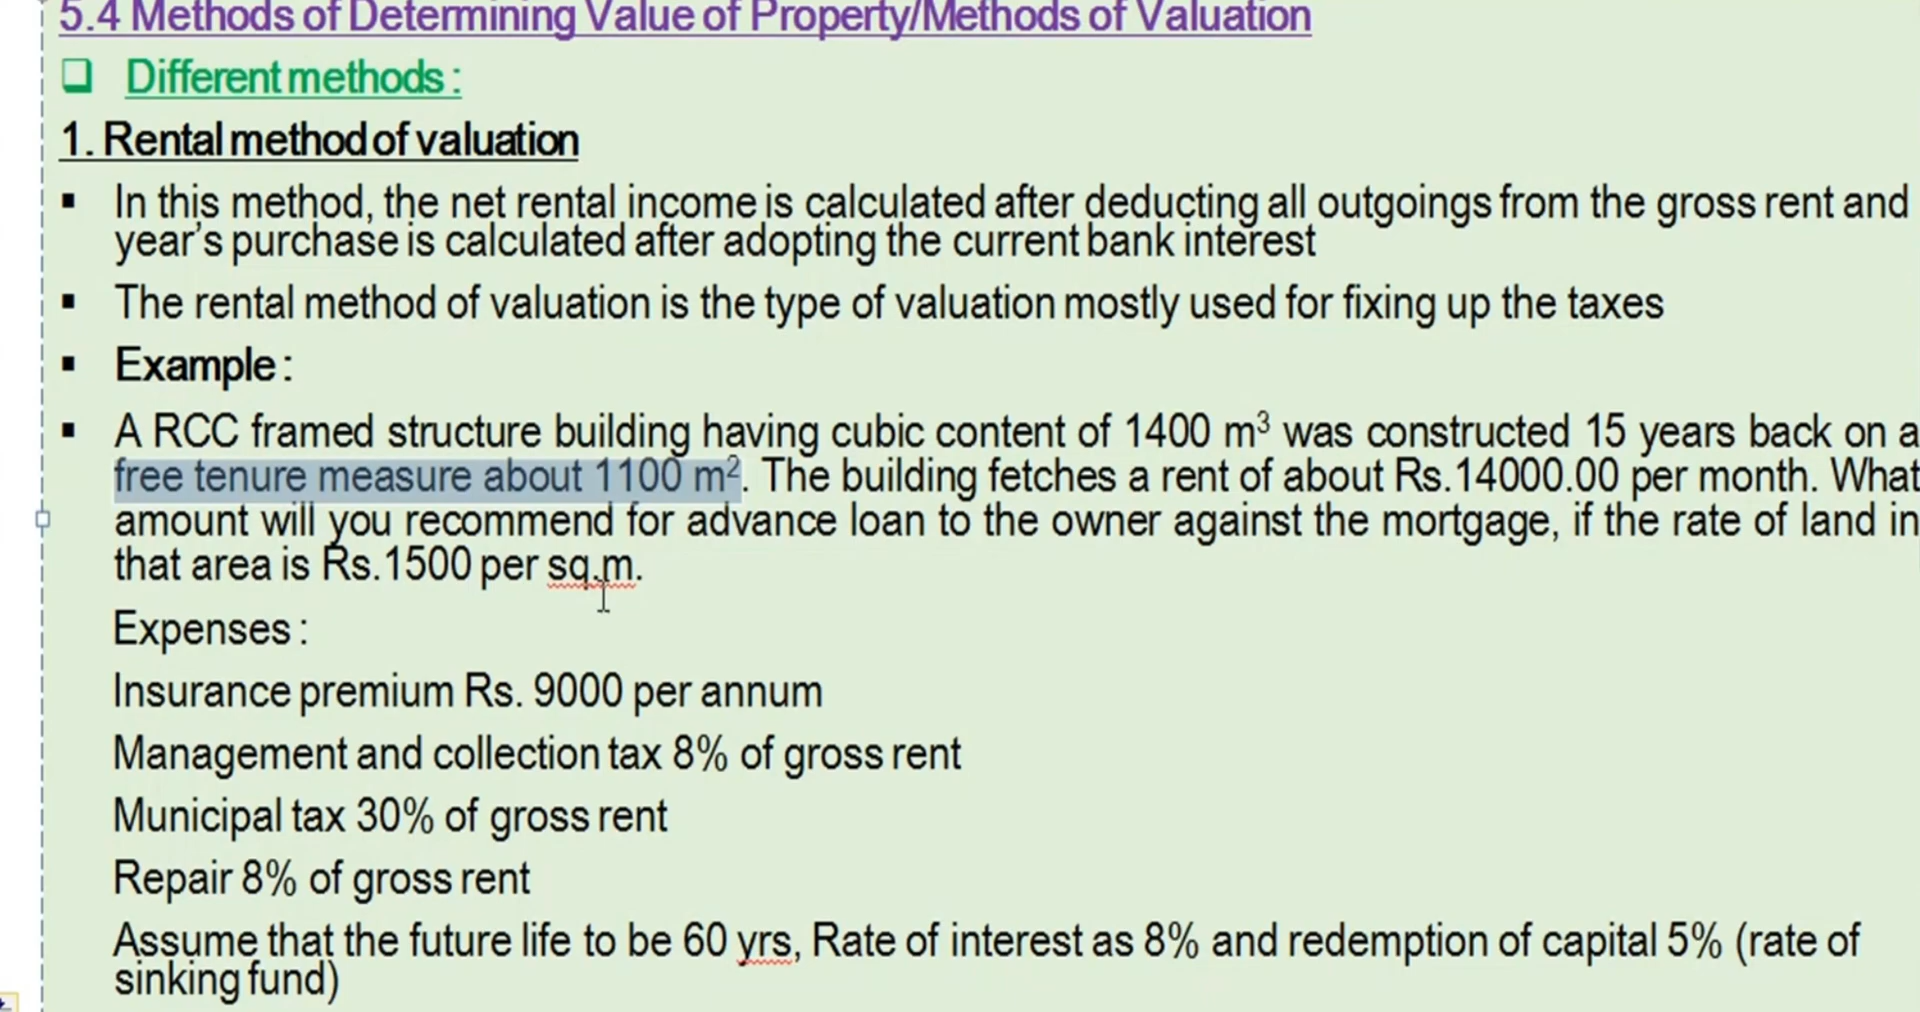 5.4 Methods of Determining Value of Property/Methods of Valuation
Different methods :
1. Rental method of valuation
In this method, the net rental income is calculated after deducting all outgoings from the gross rent and
year's purchase is calculated after adopting the current bank interest
The rental method of valuation is the type of valuation mostly used for fixing up the taxes
Example :
A RCC framed structure building having cubic content of 1400 m³ was constructed 15 years back on a
free tenure measure about 1100 m². The building fetches a rent of about Rs.14000.00 per month. What
amount will you recommend for advance loan to the owner against the mortgage, if the rate of land in
that area is Rs.1500 per sq.m.
Expenses :
Insurance premium Rs. 9000 per annum
Management and collection tax 8% of gross rent
Municipal tax 30% of gross rent
Repair 8% of gross rent
Assume that the future life to be 60 yrs, Rate of interest as 8% and redemption of capital 5% (rate of
sinking fund)